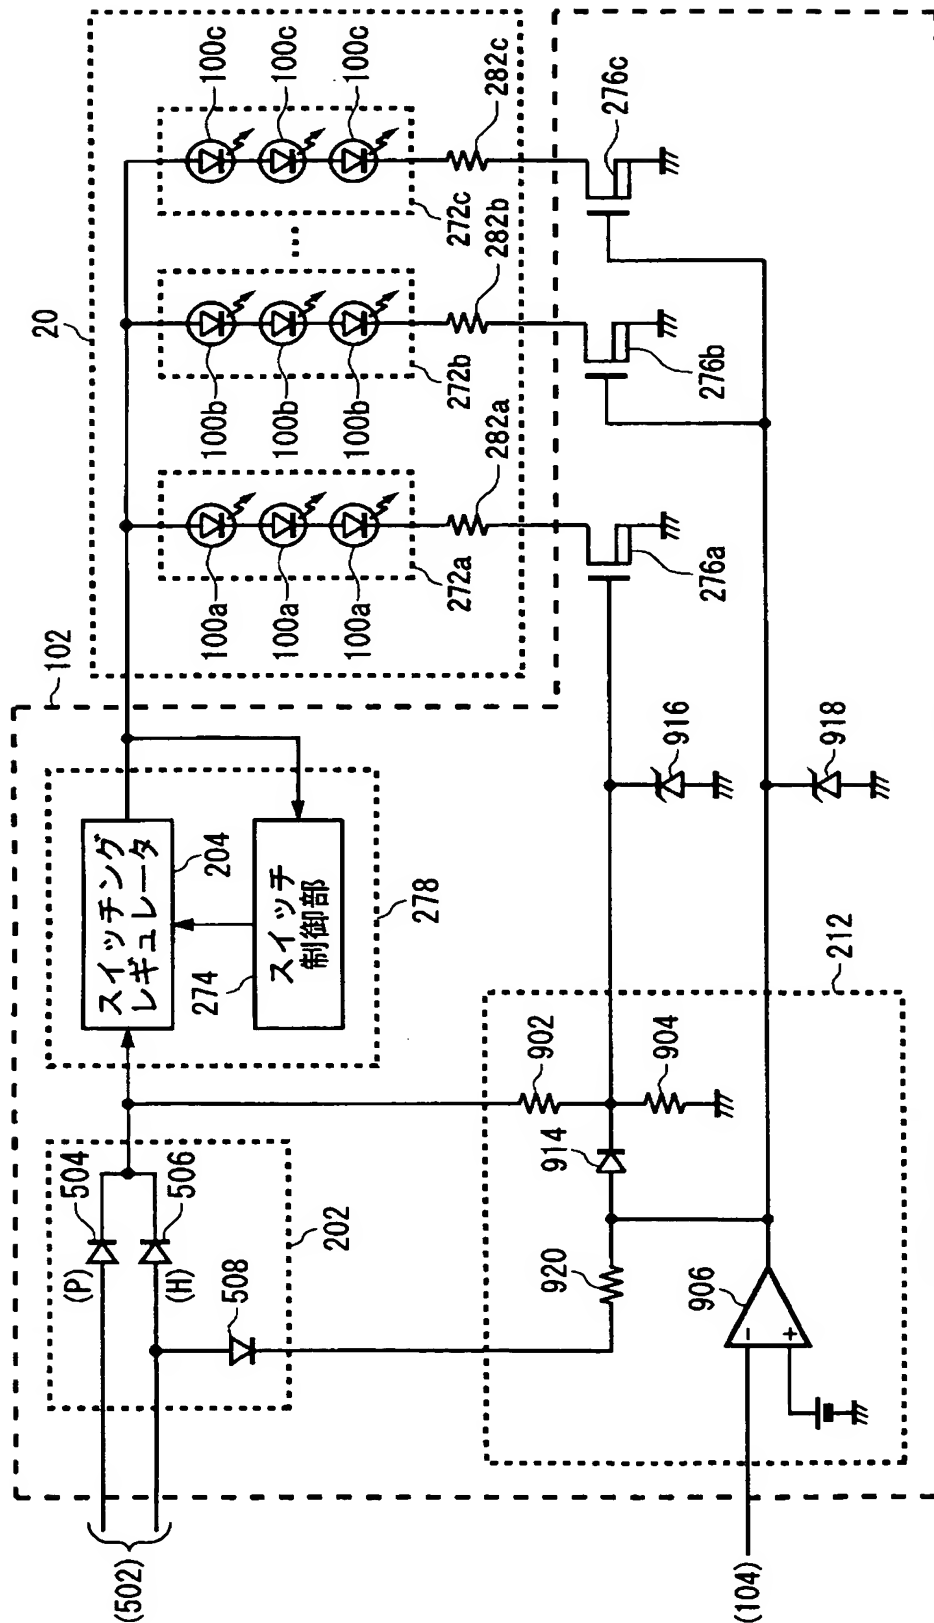 20
100c
100c
100c
272c
282c
100b
100b
100b
272b
282b
100a
100a
100a
272a
282a
...
276c
276b
276a
102
スイッチング
レギュレータ
204
274
スイッチ
制御部
278
916
918
504
506
(P)
(H)
508
202
902
904
914
920
906
-
+
212
(502)
(104)